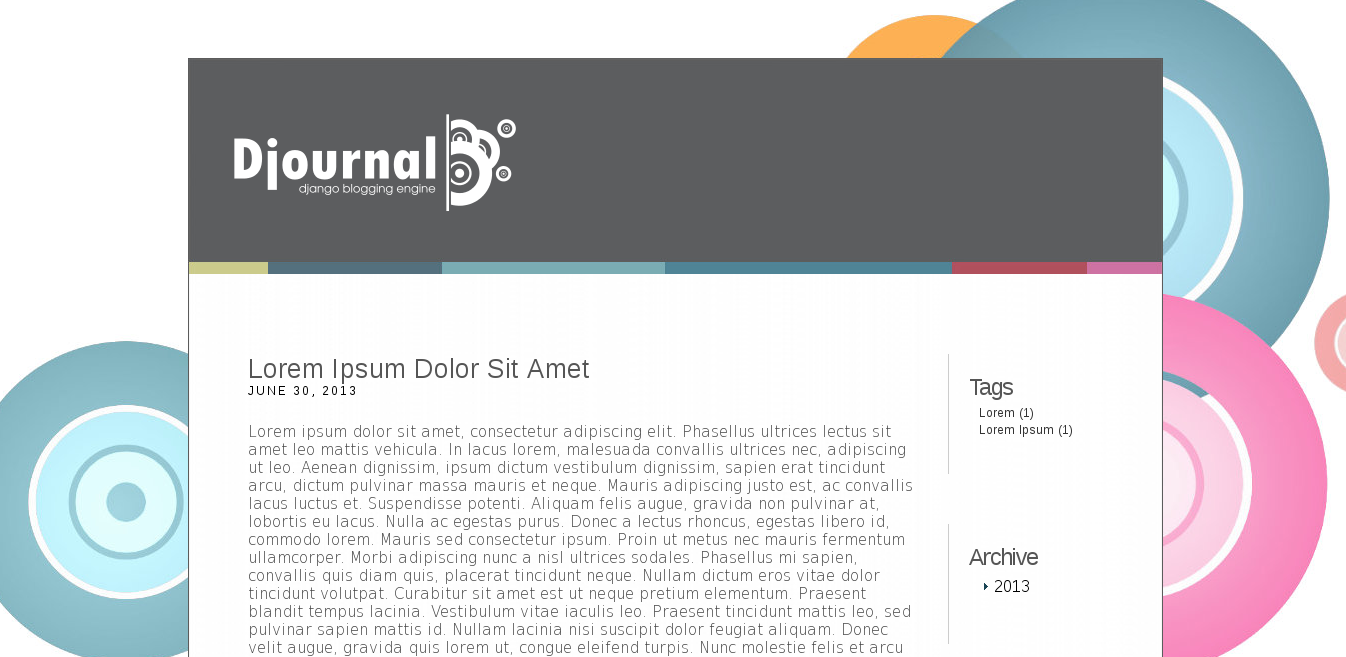 Djournal
django blogging engine
Lorem Ipsum Dolor Sit Amet
JUNE 30, 2013
Lorem ipsum dolor sit amet, consectetur adipiscing elit. Phasellus ultrices lectus sit
amet leo mattis vehicula. In lacus lorem, malesuada convallis ultrices nec, adipiscing
ut leo. Aenean dignissim, ipsum dictum vestibulum dignissim, sapien erat tincidunt
arcu, dictum pulvinar massa mauris et neque. Mauris adipiscing justo est, ac convallis
lacus luctus et. Suspendisse potenti. Aliquam felis augue, gravida non pulvinar at,
lobortis eu lacus. Nulla ac egestas purus. Donec a lectus rhoncus, egestas libero id,
commodo lorem. Mauris sed consectetur ipsum. Proin ut metus nec mauris fermentum
ullamcorper. Morbi adipiscing nunc a nisl ultrices sodales. Phasellus mi sapien,
convallis quis diam quis, placerat tincidunt neque. Nullam dictum eros vitae dolor
tincidunt volutpat. Curabitur sit amet est ut neque pretium elementum. Praesent
blandit tempus lacinia. Vestibulum vitae iaculis leo. Praesent tincidunt mattis leo, sed
pulvinar sapien mattis id. Nullam lacinia nisi suscipit dolor feugiat aliquam. Donec
velit augue, gravida quis lorem ut, congue eleifend turpis. Nunc molestie felis et arcu
Tags
Lorem (1)
Lorem Ipsum (1)
Archive
2013